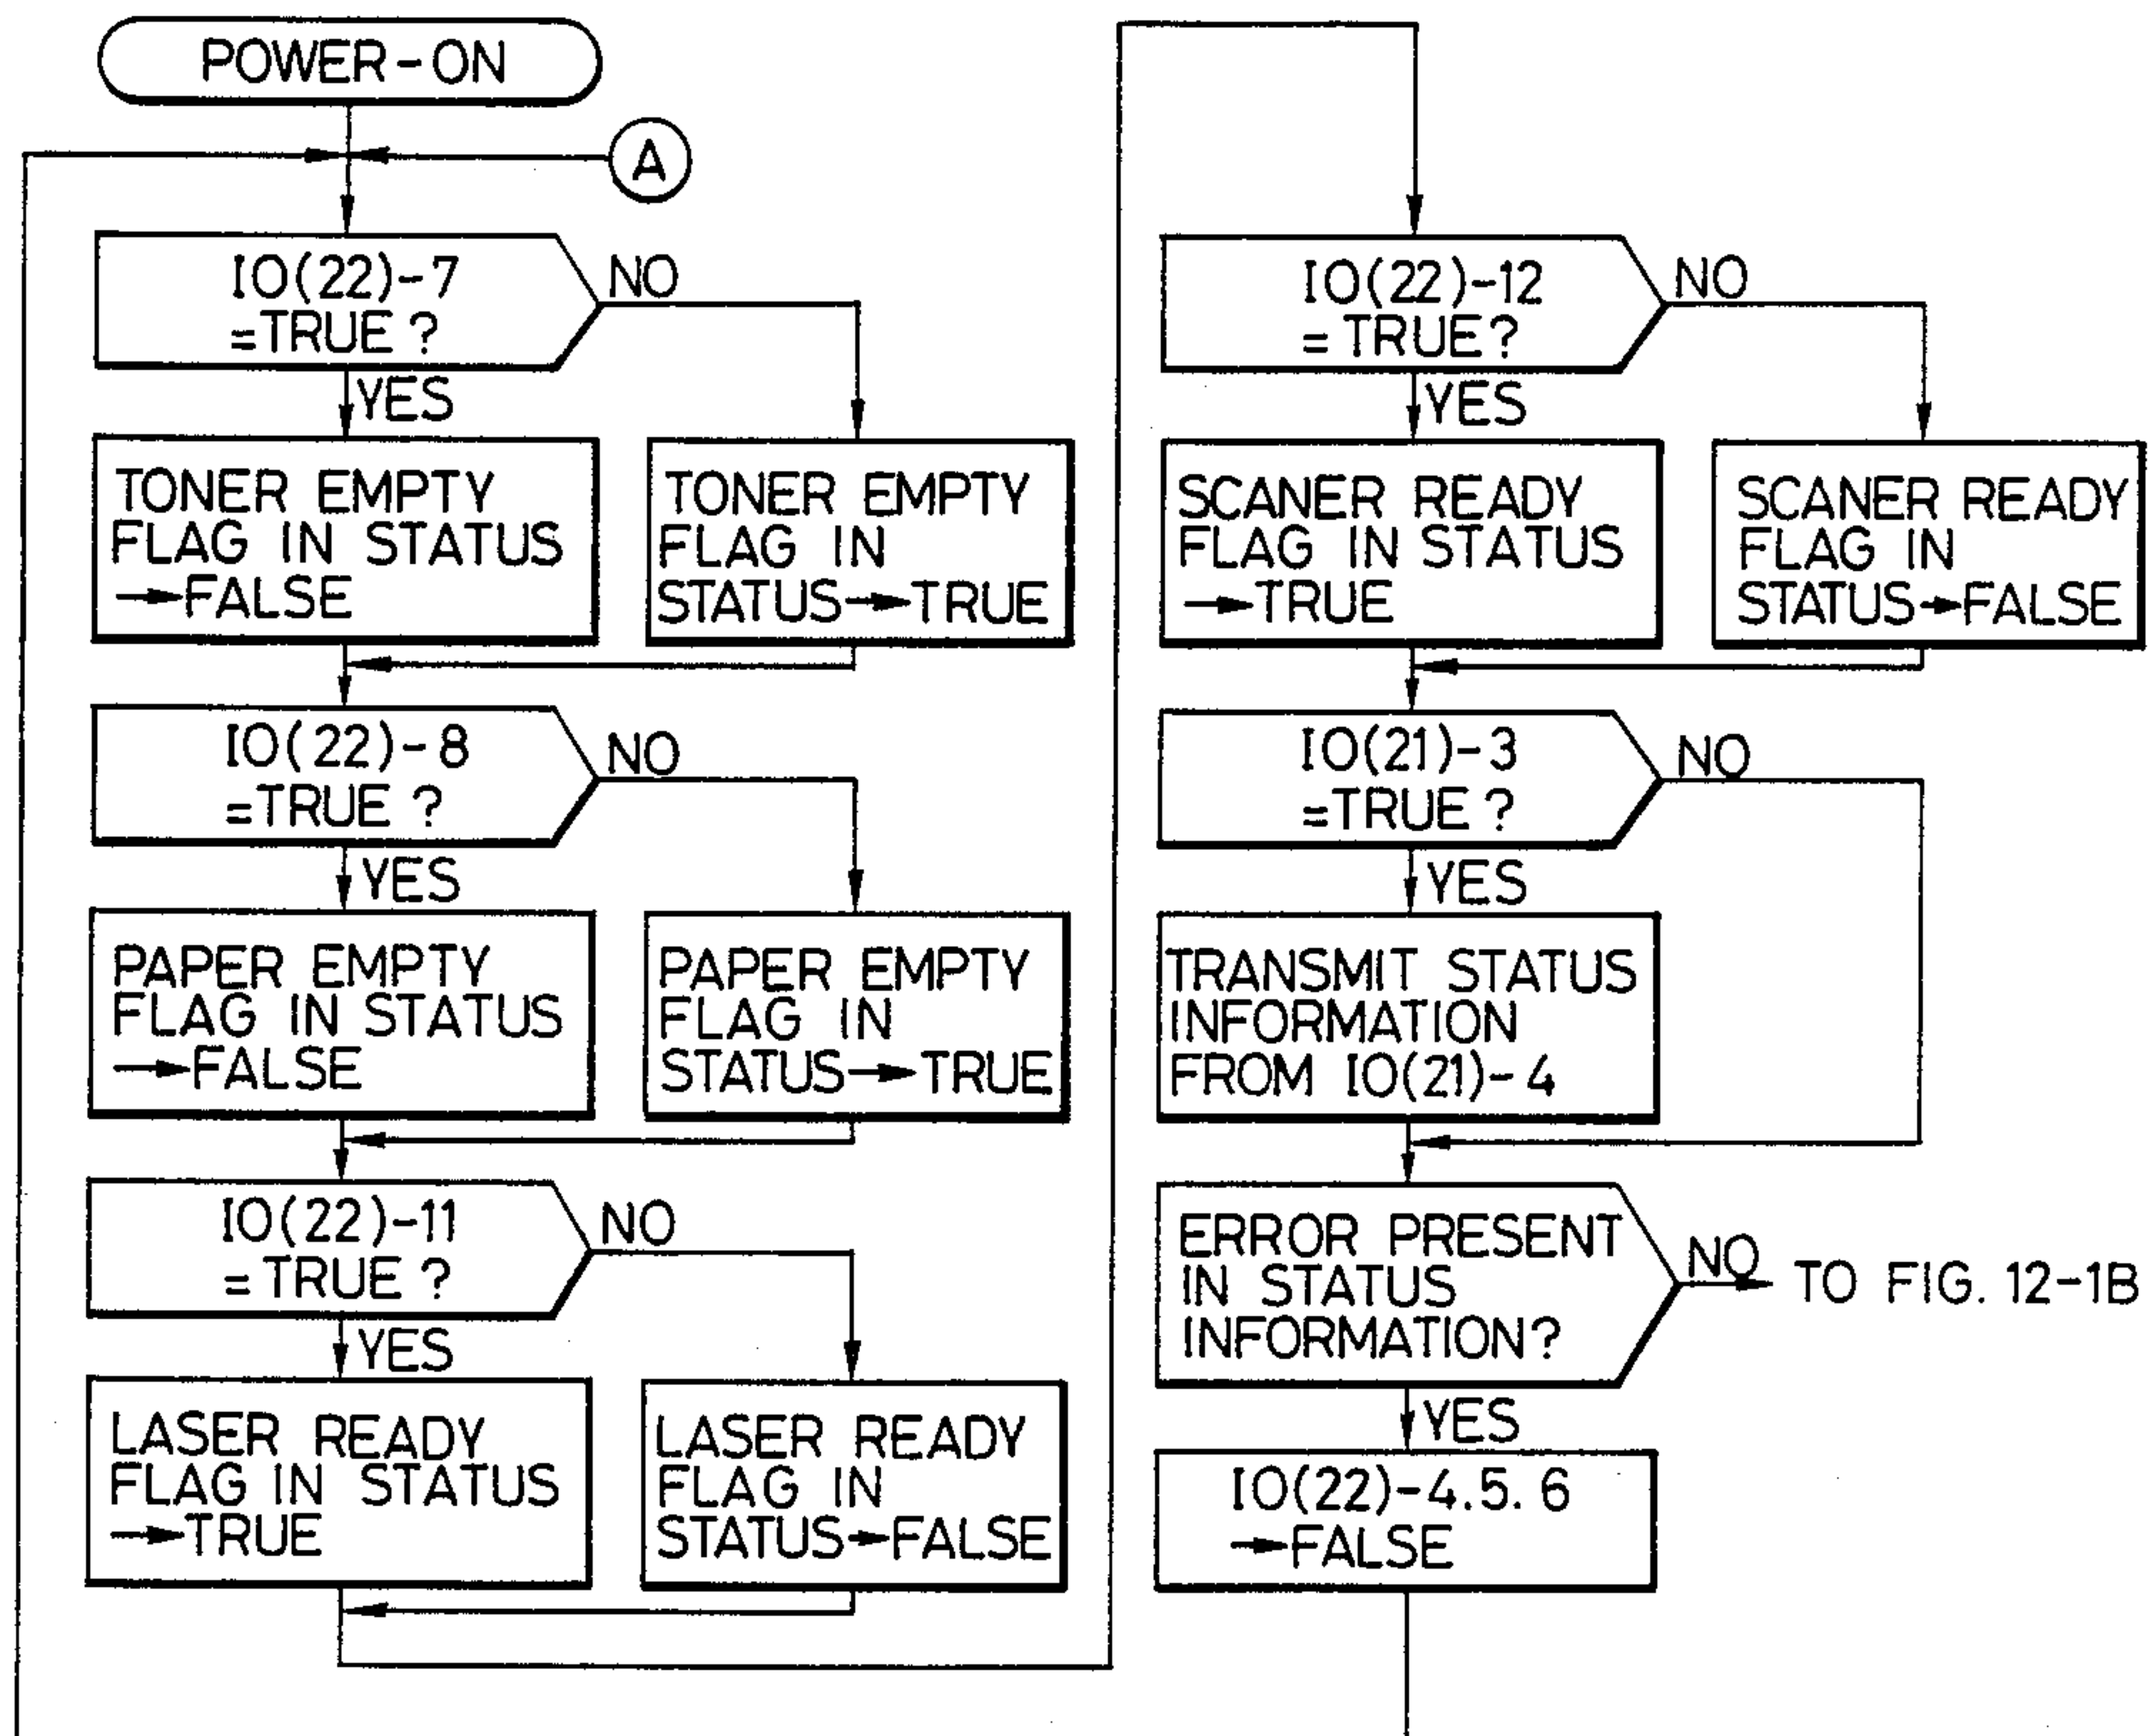 POWER-ON
A
IO(22)-7
=TRUE ?
NO
YES
TONER EMPTY
FLAG IN STATUS
→FALSE
TONER EMPTY
FLAG IN
STATUS→TRUE
IO(22)-8
=TRUE ?
NO
YES
PAPER EMPTY
FLAG IN STATUS
→FALSE
PAPER EMPTY
FLAG IN
STATUS→TRUE
IO(22)-11
=TRUE ?
NO
YES
LASER READY
FLAG IN STATUS
→TRUE
LASER READY
FLAG IN
STATUS→FALSE
IO(22)-12
=TRUE?
NO
YES
SCANER READY
FLAG IN STATUS
→TRUE
SCANER READY
FLAG IN
STATUS→FALSE
IO(21)-3
=TRUE ?
NO
YES
TRANSMIT STATUS
INFORMATION
FROM IO(21)-4
ERROR PRESENT
IN STATUS
INFORMATION?
NO
TO FIG. 12-1B
YES
IO(22)-4.5.6
→FALSE